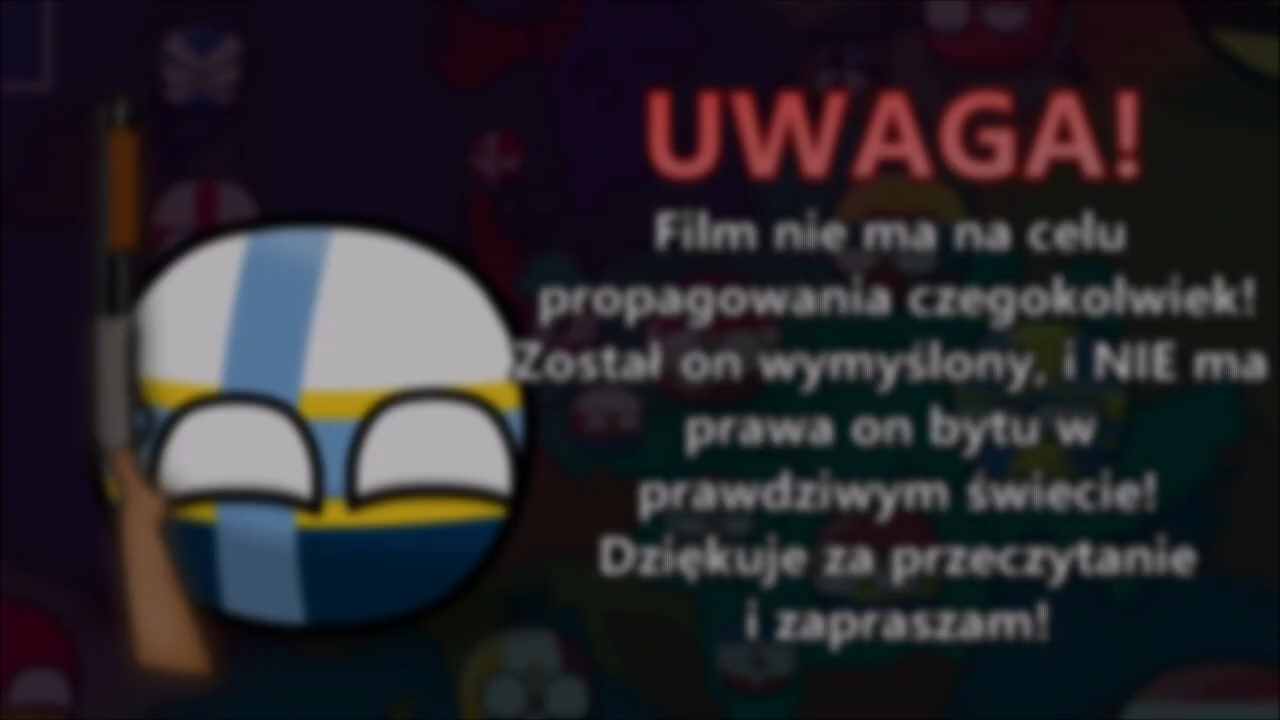 UWAGA!
Film nie ma na celu
propagowania czegokolwiek!
Został on wymyślony, i NIE ma
prawa on bytu w
prawdziwym świecie!
Dziękuje za przeczytanie
i zapraszam!